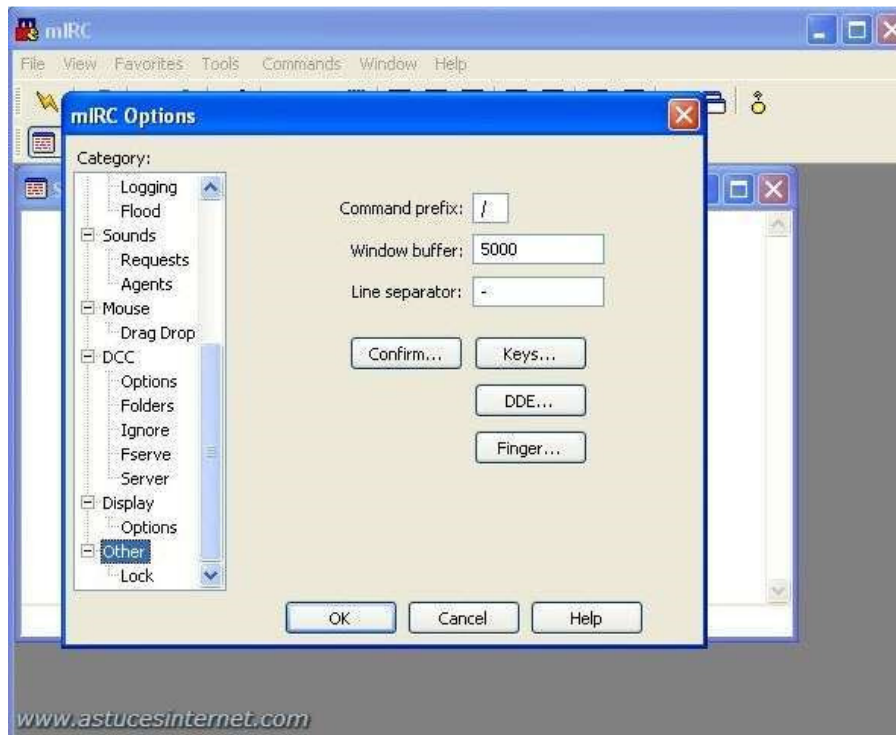 mIRC
File View Favorites Tools Commands Window Help
mIRC Options
Category:
Logging
Flood
Sounds
Requests
Agents
Mouse
Drag Drop
DCC
Options
Folders
Ignore
Fserve
Server
Display
Options
Other
Lock
Command prefix: /
Window buffer: 5000
Line separator: -
Confirm... Keys...
DDE...
Finger...
OK Cancel Help
www.astucesinternet.com